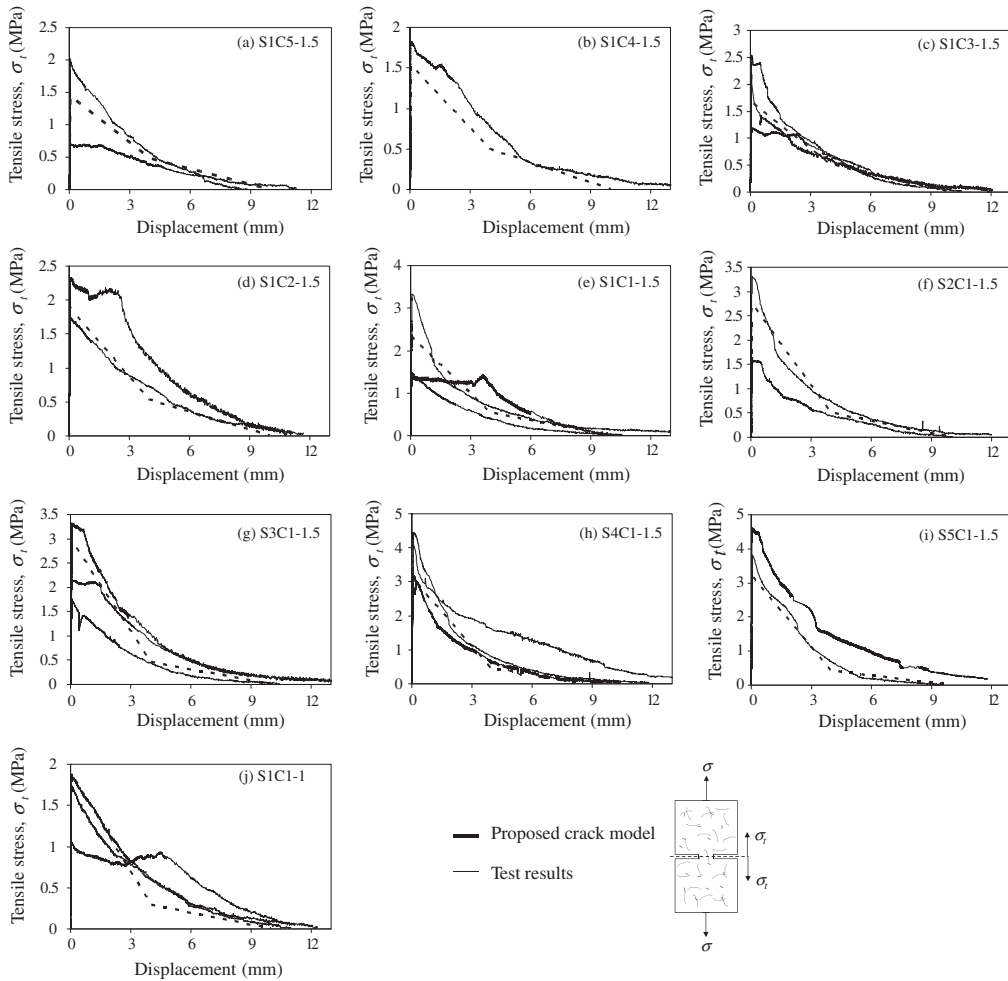 (a) S1C5-1.5
Tensile stress, σt (MPa)
2.5
2
1.5
1
0.5
0
0 3 6 9 12
Displacement (mm)
(b) S1C4-1.5
Tensile stress, σt (MPa)
2
1.5
1
0.5
0
0 3 6 9 12
Displacement (mm)
(c) S1C3-1.5
Tensile stress, σt (MPa)
3
2.5
2
1.5
1
0.5
0
0 3 6 9 12
Displacement (mm)
(d) S1C2-1.5
Tensile stress, σt (MPa)
2.5
2
1.5
1
0.5
0
0 3 6 9 12
Displacement (mm)
(e) S1C1-1.5
Tensile stress, σt (MPa)
4
3
2
1
0
0 3 6 9 12
Displacement (mm)
(f) S2C1-1.5
Tensile stress, σt (MPa)
3.5
3
2.5
2
1.5
1
0.5
0
0 3 6 9 12
Displacement (mm)
(g) S3C1-1.5
Tensile stress, σt (MPa)
3.5
3
2.5
2
1.5
1
0.5
0
0 3 6 9 12
Displacement (mm)
(h) S4C1-1.5
Tensile stress, σt (MPa)
5
4
3
2
1
0
0 3 6 9 12
Displacement (mm)
(i) S5C1-1.5
Tensile stress, σt (MPa)
5
4
3
2
1
0
0 3 6 9 12
Displacement (mm)
(j) S1C1-1
Tensile stress, σt (MPa)
2
1.5
1
0.5
0
0 3 6 9 12
Displacement (mm)
Proposed crack model
Test results
σ
σt
σt
σ